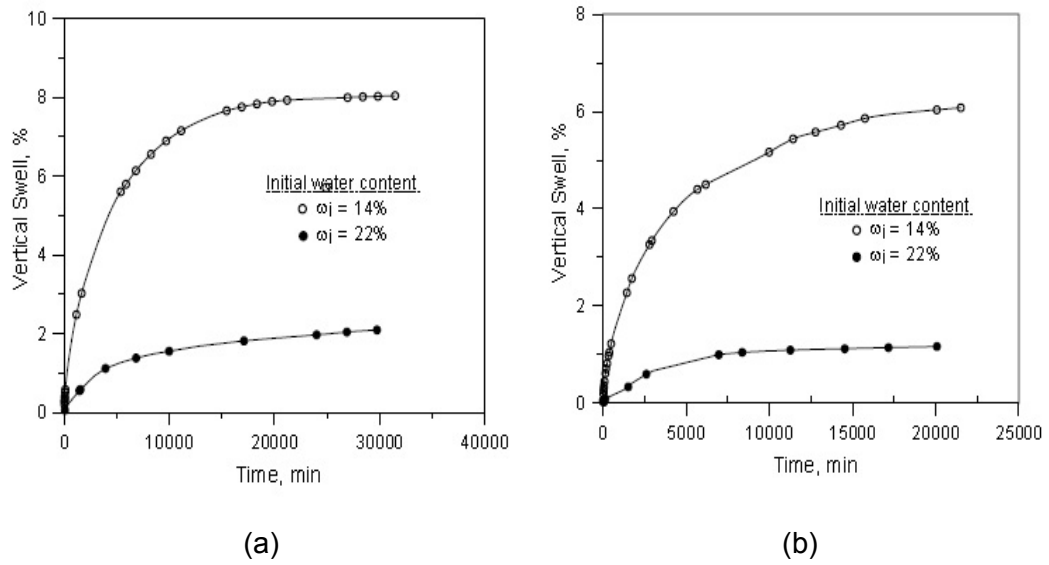 10
8
6
4
2
0
Vertical Swell, %
Initial water content
ωi = 14%
ωi = 22%
0 10000 20000 30000 40000
Time, min
(a)
8
6
4
2
0
Vertical Swell, %
Initial water content
ωi = 14%
ωi = 22%
0 5000 10000 15000 20000 25000
Time, min
(b)